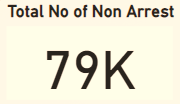 Total No of Non Arrest
79K